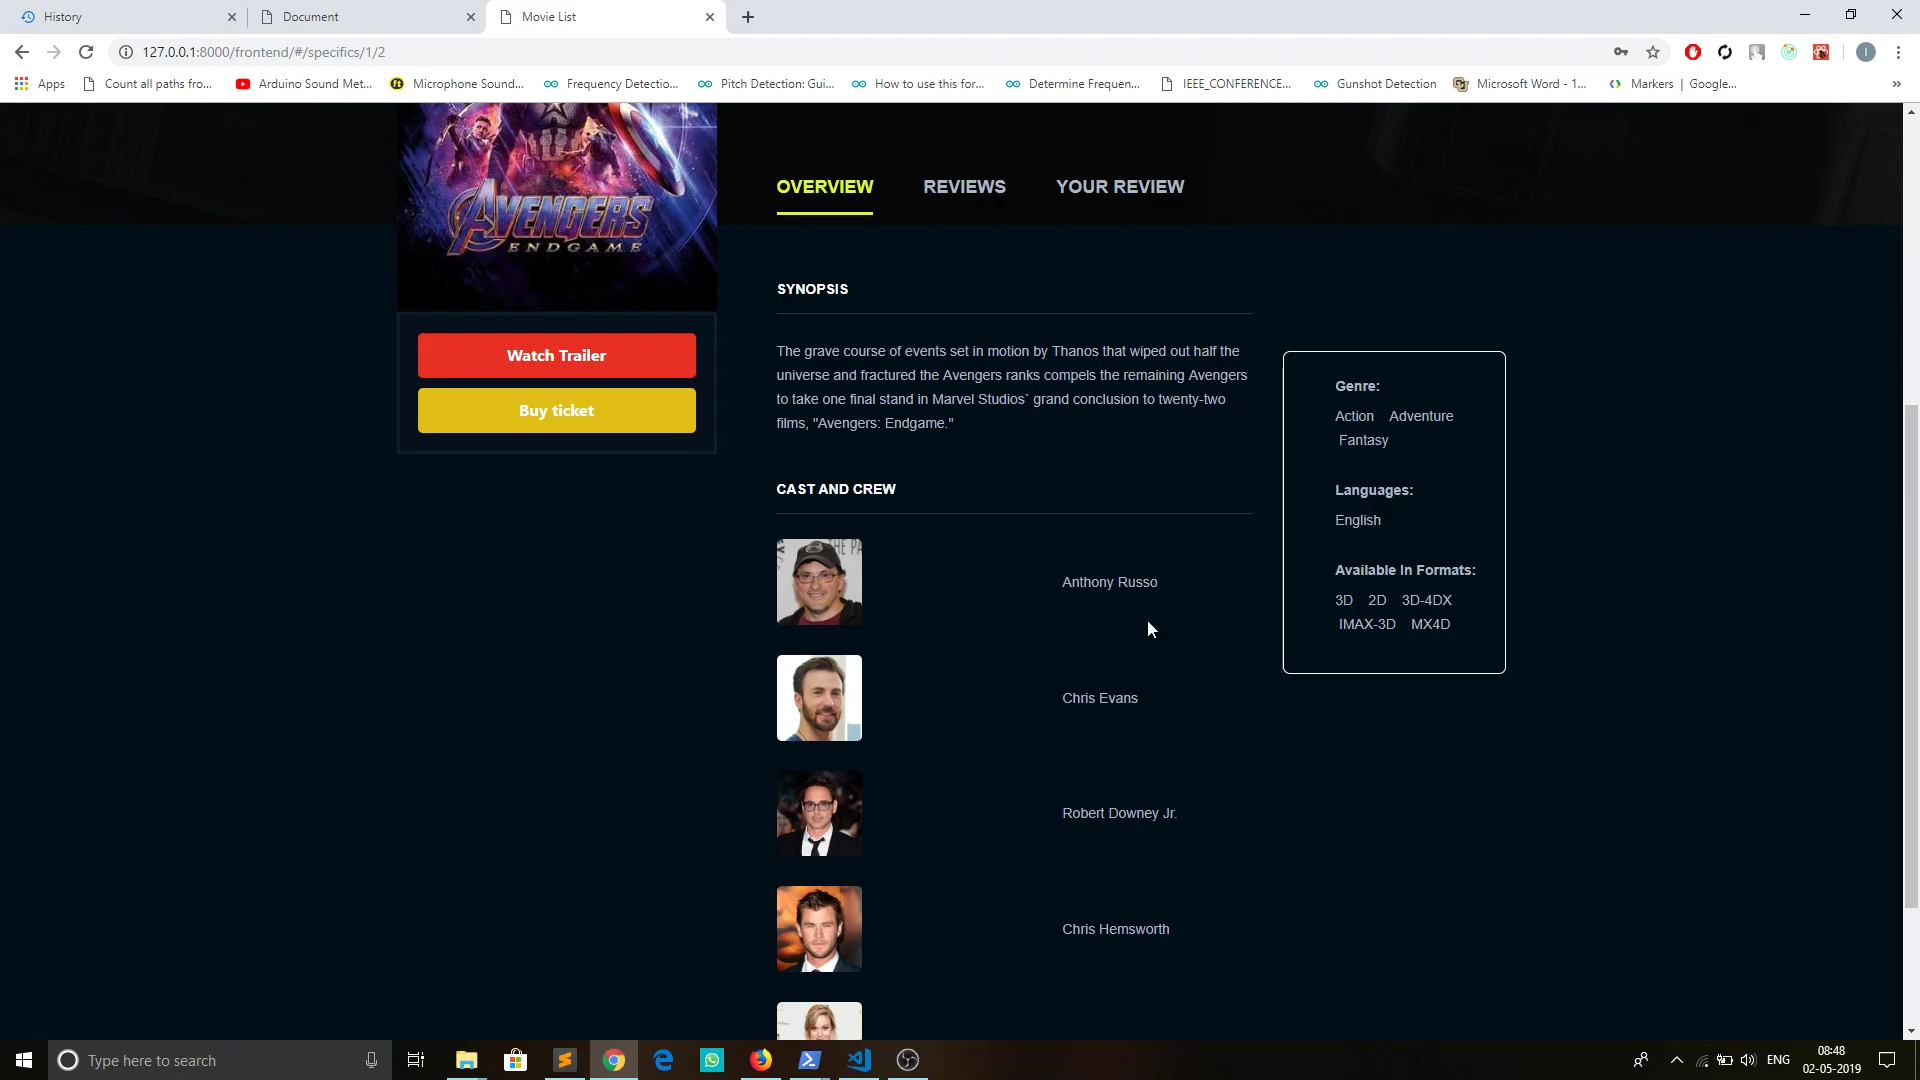 History
Document
Movie List
127.0.0.1:8000/frontend/#/specifics/1/2
Apps
Count all paths fro...
Arduino Sound Met...
Microphone Sound...
Frequency Detectio...
Pitch Detection: Gui...
How to use this for...
Determine Frequen...
IEEE_CONFERENCE...
Gunshot Detection
Microsoft Word - 1...
Markers | Google...
»
AVENGERS
ENDGAME
OVERVIEW
REVIEWS
YOUR REVIEW
Watch Trailer
Buy ticket
SYNOPSIS
The grave course of events set in motion by Thanos that wiped out half the
universe and fractured the Avengers ranks compels the remaining Avengers
to take one final stand in Marvel Studios` grand conclusion to twenty-two
films, "Avengers: Endgame."
CAST AND CREW
Anthony Russo
Chris Evans
Robert Downey Jr.
Chris Hemsworth
Genre:
Action Adventure
Fantasy
Languages:
English
Available In Formats:
3D 2D 3D-4DX
IMAX-3D MX4D
Type here to search
ENG
08:48
02-05-2019